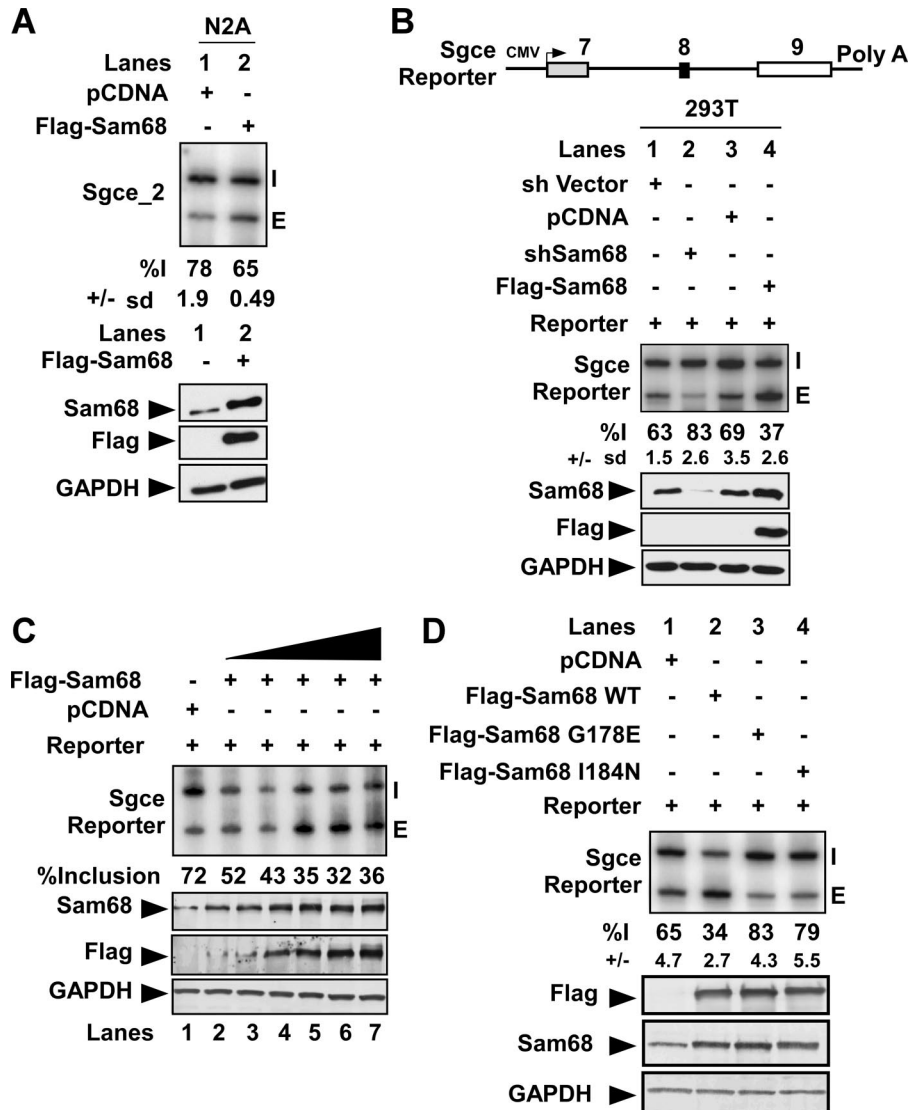 A
N2A
Lanes 1 2
pCDNA + -
Flag-Sam68 - +
Sgce_2 I
E
%I 78 65
+/- sd 1.9 0.49
Lanes 1 2
Flag-Sam68 - +
Sam68
Flag
GAPDH
B
Sgce Reporter CMV 7 8 9 Poly A
293T
Lanes 1 2 3 4
sh Vector + - - -
pCDNA - - + -
shSam68 - + - -
Flag-Sam68 - - - +
Reporter + + + +
Sgce I
Reporter E
%I 63 83 69 37
+/- sd 1.5 2.6 3.5 2.6
Sam68
Flag
GAPDH
C
Flag-Sam68 - + + + + +
pCDNA + - - - - -
Reporter + + + + + +
Sgce I
Reporter E
%Inclusion 72 52 43 35 32 36
Sam68
Flag
GAPDH
Lanes 1 2 3 4 5 6 7
D
Lanes 1 2 3 4
pCDNA + - - -
Flag-Sam68 WT - + - -
Flag-Sam68 G178E - - + -
Flag-Sam68 I184N - - - +
Reporter + + + +
Sgce I
Reporter E
%I 65 34 83 79
+/- 4.7 2.7 4.3 5.5
Flag
Sam68
GAPDH